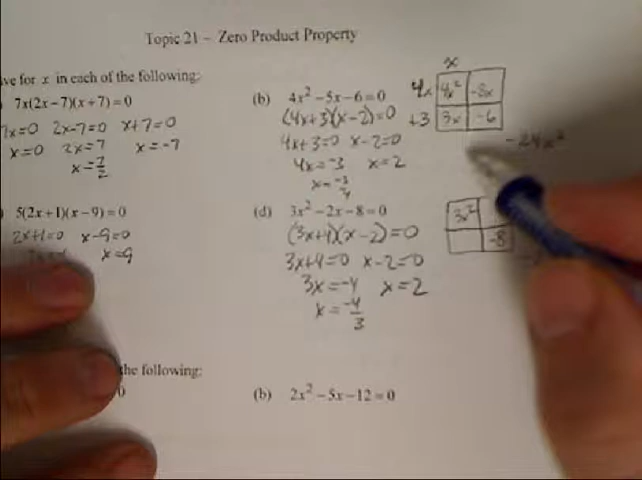 Topic 21 – Zero Product Property
ve for x in each of the following:
7x(2x−7)(x+7)=0
7x=0 2x−7=0 x+7=0
x=0 2x=7 x=−7
x=7/2
(b) 4x²−5x−6=0
(4x+3)(x−2)=0
4x+3=0 x−2=0
4x=−3 x=2
x=−3/4
x
4x 4x² −8x
+3 3x −6
−24x²
5(2x+1)(x−9)=0
2x+1=0 x−9=0
x=9
(d) 3x²−2x−8=0
(3x+4)(x−2)=0
3x+4=0 x−2=0
3x=−4 x=2
x=−4/3
3x²
−8
the following:
(b) 2x²−5x−12=0